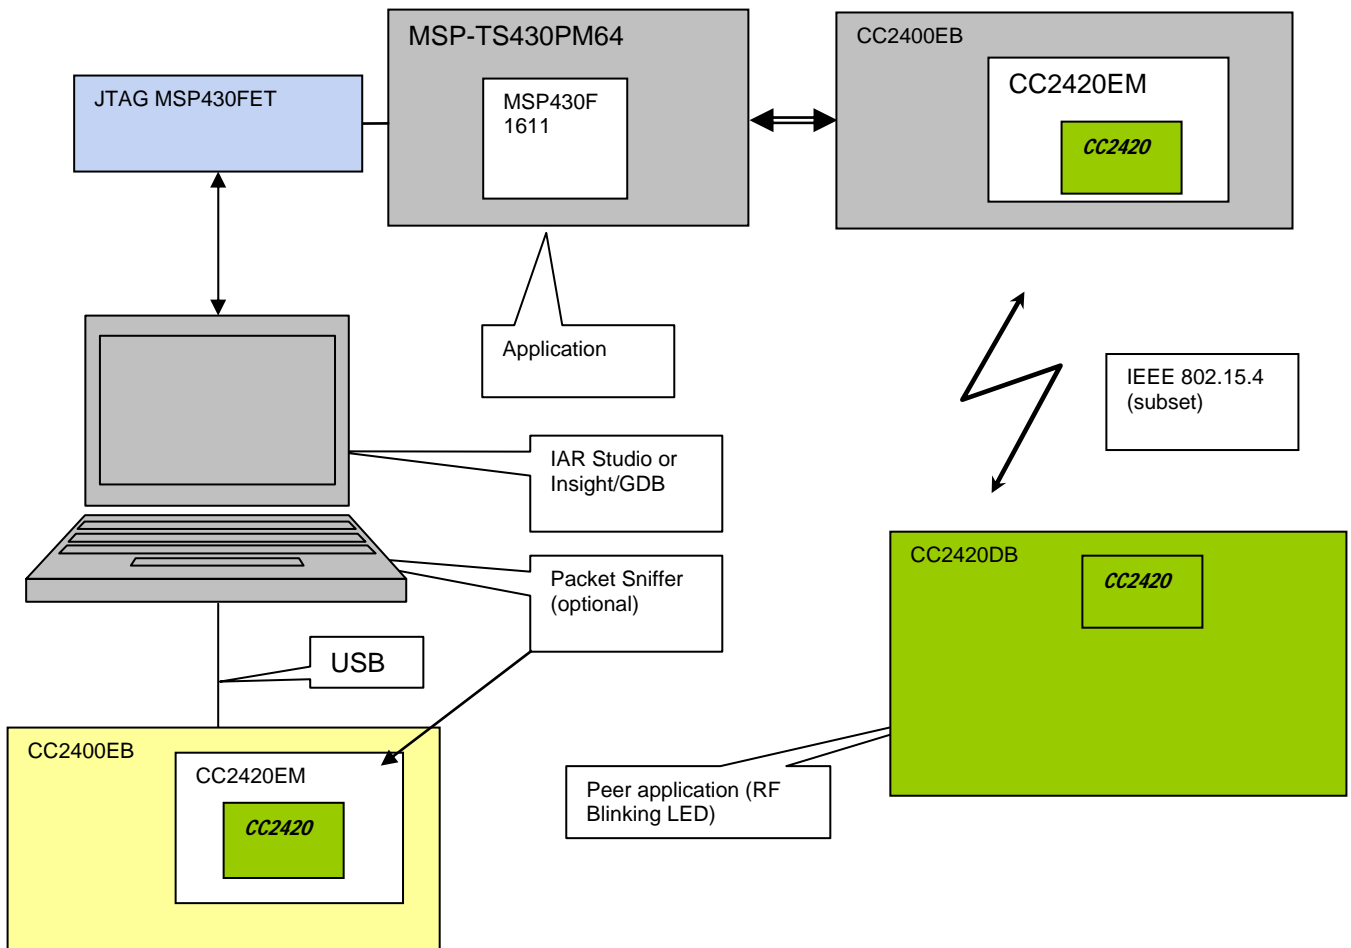 MSP-TS430PM64
CC2400EB
JTAG MSP430FET
MSP430F
1611
CC2420EM
CC2420
Application
IEEE 802.15.4
(subset)
IAR Studio or
Insight/GDB
CC2420DB
CC2420
Packet Sniffer
(optional)
USB
CC2400EB
CC2420EM
CC2420
Peer application (RF
Blinking LED)